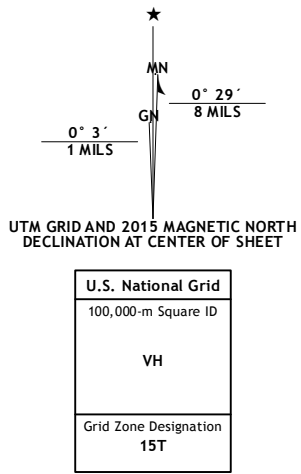 MN
0° 29´
8 MILS
GN
0° 3´
1 MILS
UTM GRID AND 2015 MAGNETIC NORTH
DECLINATION AT CENTER OF SHEET
U.S. National Grid
100,000-m Square ID
VH
Grid Zone Designation
15T